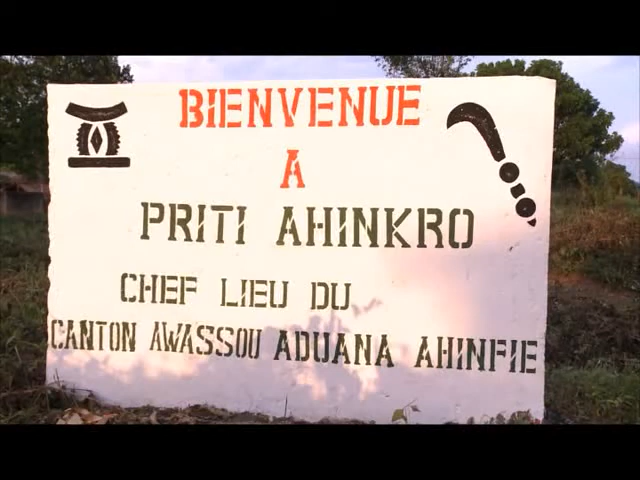 BIENVENUE
A
PRITI AHINKRO
CHEF LIEU DU
CANTON AWASSOU ADUANA AHINFIE